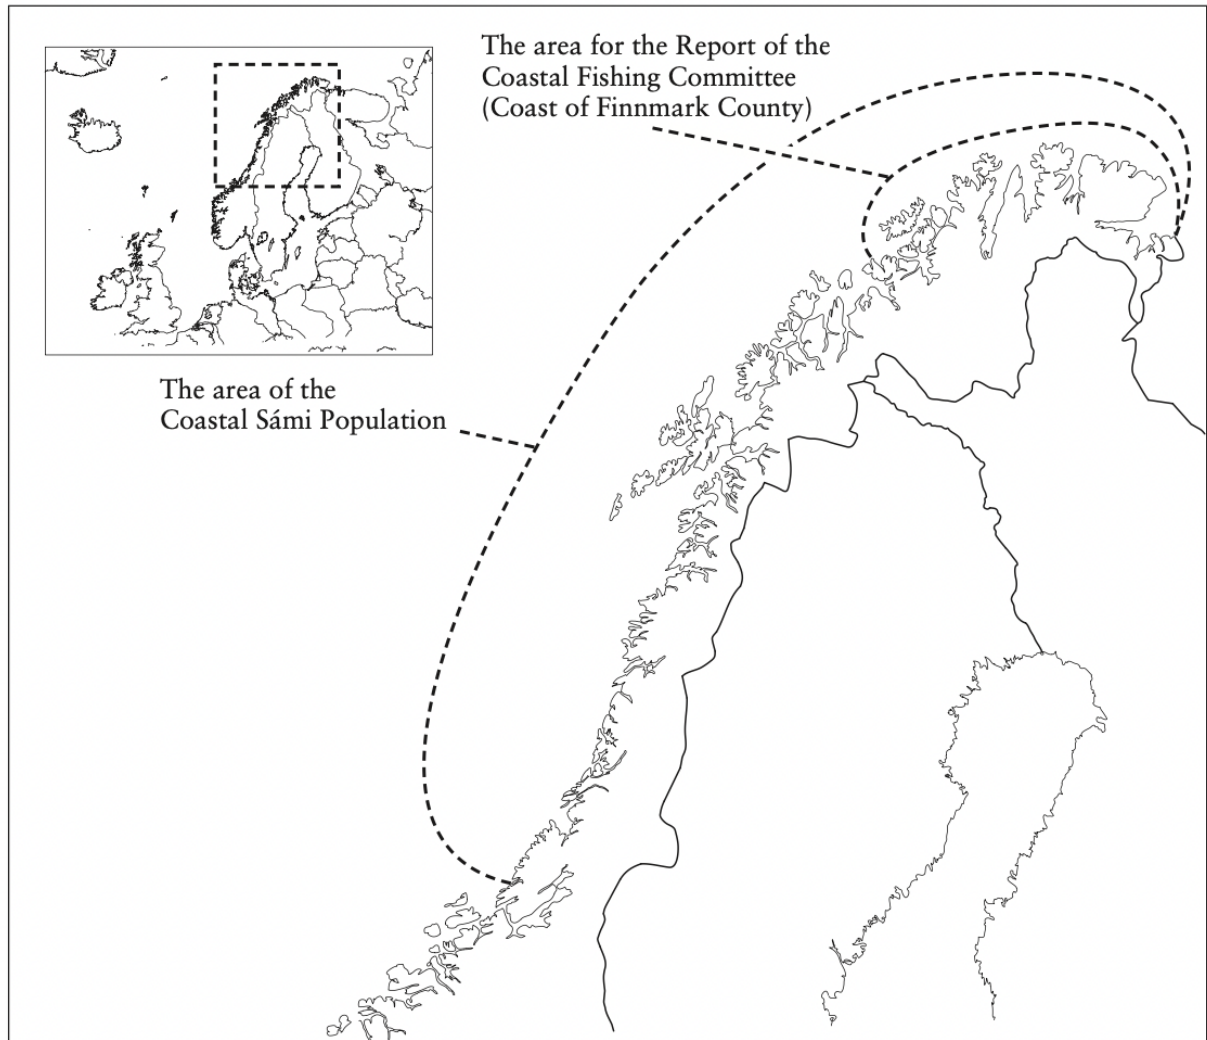 The area for the Report of the
Coastal Fishing Committee
(Coast of Finnmark County)
The area of the
Coastal Sámi Population